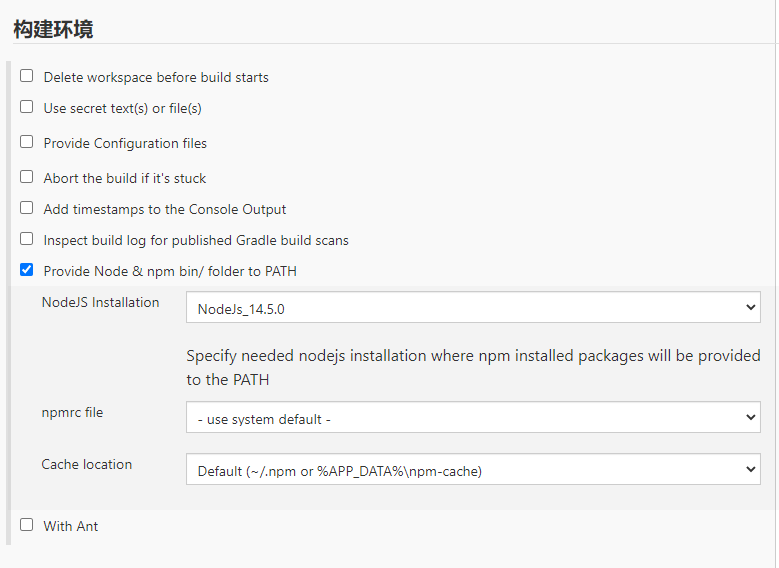 构建环境
Delete workspace before build starts
Use secret text(s) or file(s)
Provide Configuration files
Abort the build if it's stuck
Add timestamps to the Console Output
Inspect build log for published Gradle build scans
Provide Node & npm bin/ folder to PATH
NodeJS Installation
NodeJs_14.5.0
Specify needed nodejs installation where npm installed packages will be provided
to the PATH
npmrc file
- use system default -
Cache location
Default (~/.npm or %APP_DATA%\npm-cache)
With Ant